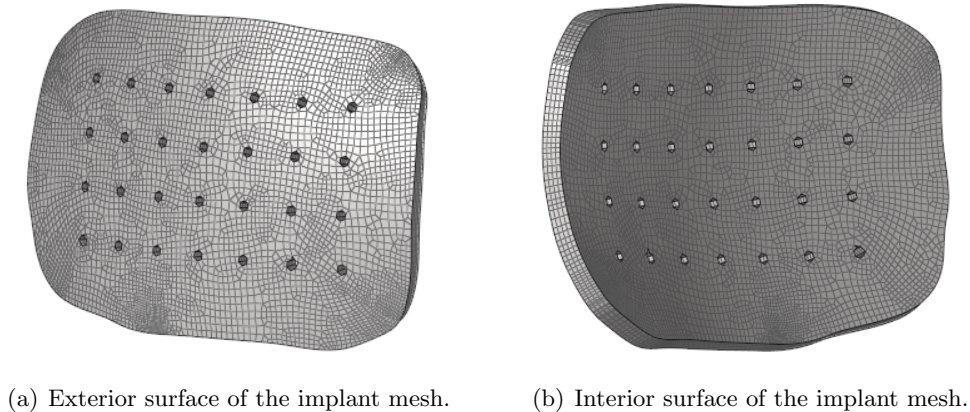 (a) Exterior surface of the implant mesh.
(b) Interior surface of the implant mesh.